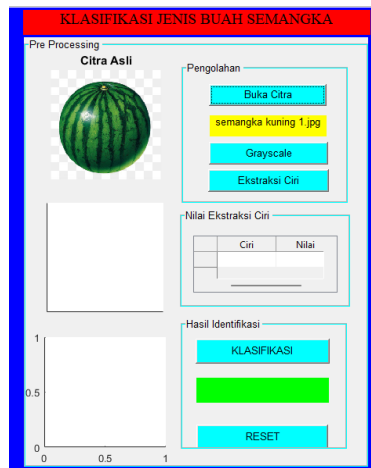 KLASIFIKASI JENIS BUAH SEMANGKA
Pre Processing
Citra Asli
Pengolahan
Buka Citra
semangka kuning 1.jpg
Grayscale
Ekstraksi Ciri
Nilai Ekstraksi Ciri
Ciri Nilai
Hasil Identifikasi
KLASIFIKASI
RESET
1
0.5
0
0 0.5 1